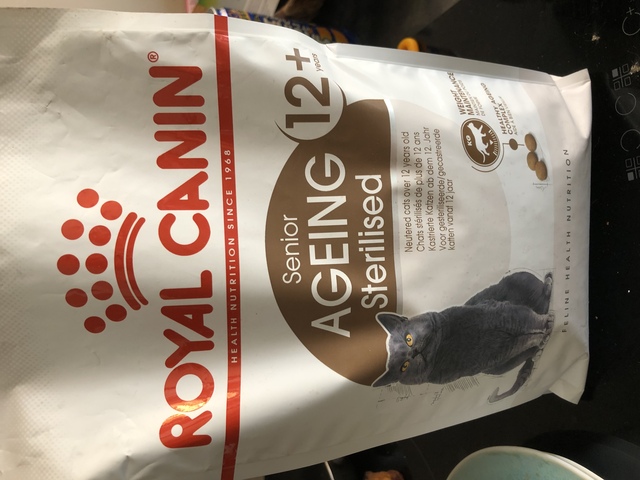 ROYAL CANIN®
HEALTH NUTRITION SINCE 1968
12+
years
Senior
AGEING
Sterilised
Neutered cats over 12 years old
Chats stérilisés de plus de 12 ans
Kastrierte Katzen ab dem 12. Jahr
Voor gesteriliseerde/gecastreerde
katten vanaf 12 jaar
KG
WEIGHT
HEALTHY
FELINE HEALTH NUTRITION